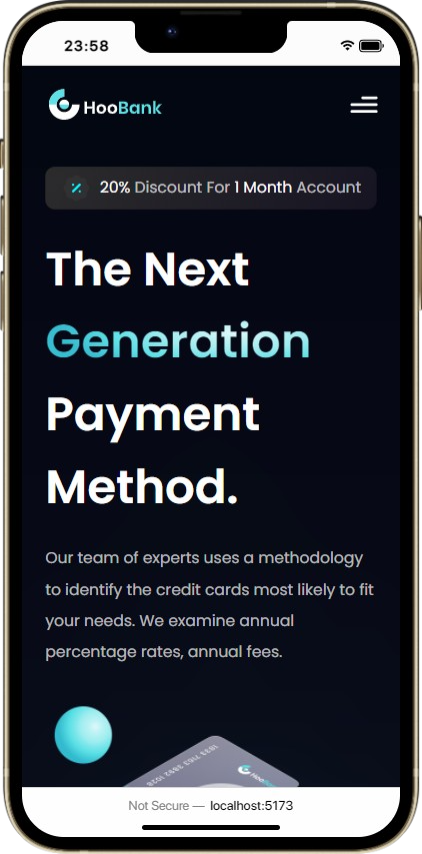 23:58
HooBank
20% Discount For 1 Month Account
The Next
Generation
Payment
Method.
Our team of experts uses a methodology
to identify the credit cards most likely to fit
your needs. We examine annual
percentage rates, annual fees.
HooBank
Not Secure — localhost:5173